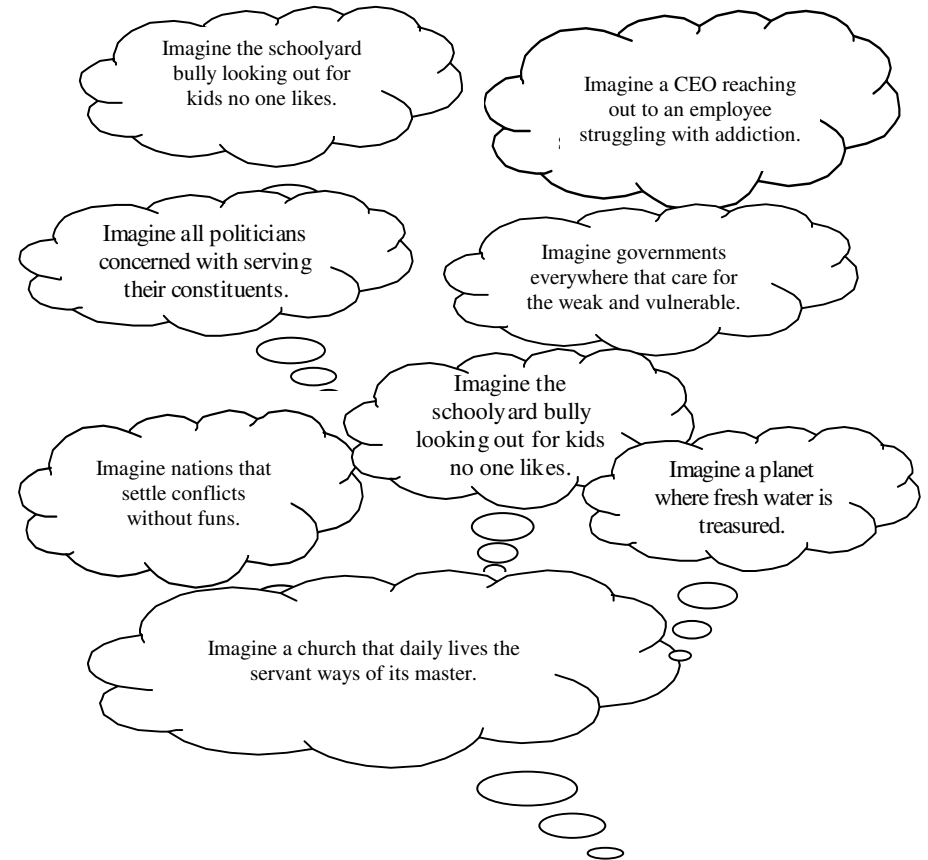 Imagine the schoolyard
bully looking out for
kids no one likes.
Imagine a CEO reaching
out to an employee
struggling with addiction.
Imagine all politicians
concerned with serving
their constituents.
Imagine governments
everywhere that care for
the weak and vulnerable.
Imagine the
schoolyard bully
looking out for kids
no one likes.
Imagine nations that
settle conflicts
without funs.
Imagine a planet
where fresh water is
treasured.
Imagine a church that daily lives the
servant ways of its master.